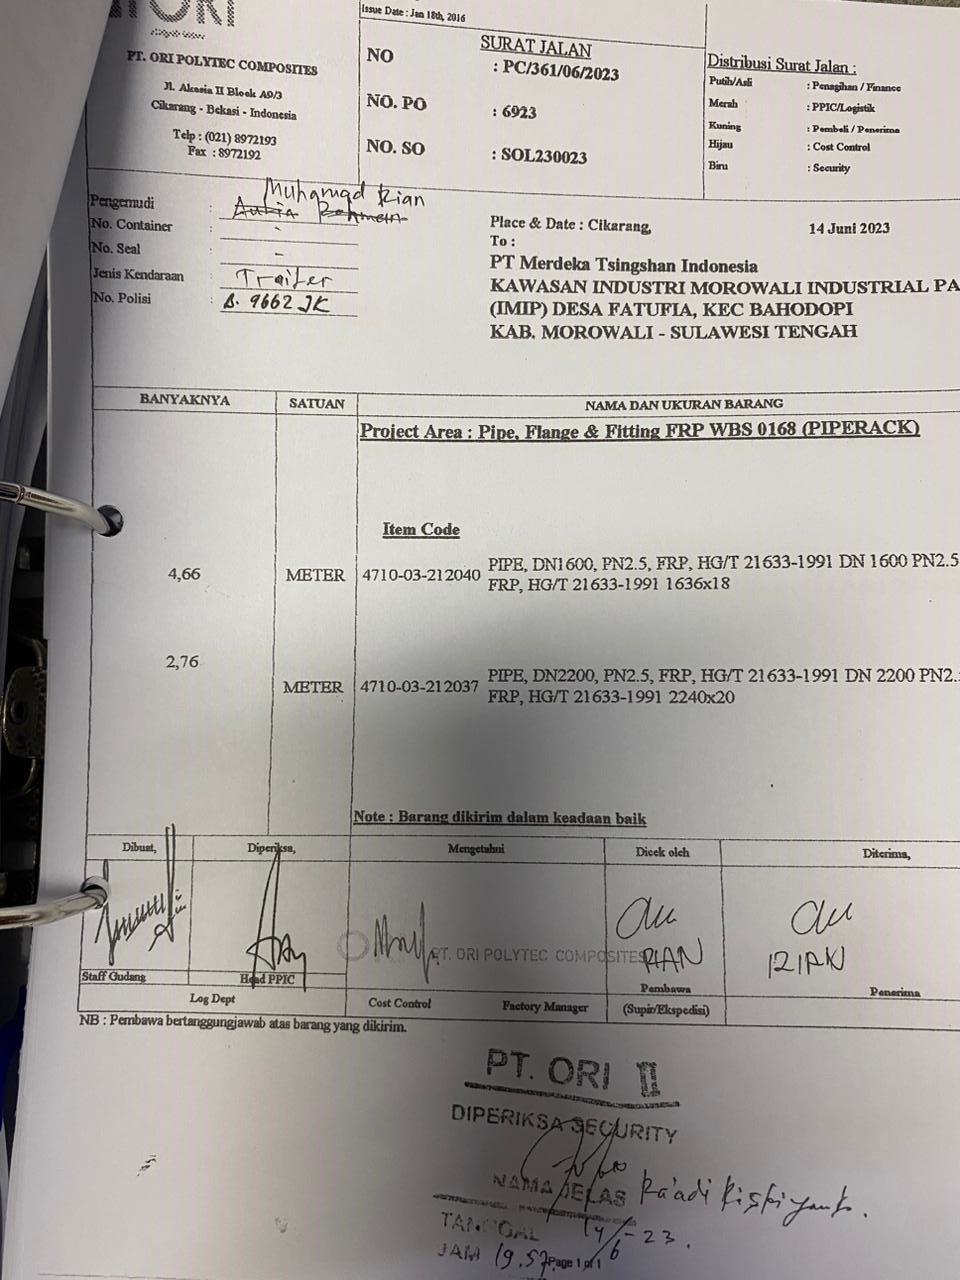 ORI
PT. ORI POLYTEC COMPOSITES
Jl. Akasia II Block A9/3
Cikarang - Bekasi - Indonesia
Telp : (021) 8972193
Fax : 8972192
Issue Date : Jan 18th, 2016
SURAT JALAN
NO : PC/361/06/2023
NO. PO : 6923
NO. SO : SOL230023
Distribusi Surat Jalan :
Putih/Asli : Penagihan / Finance
Merah : PPIC/Logistik
Kuning : Pembeli / Penerima
Hijau : Cost Control
Biru : Security
Muhamad Rian
Pengemudi :
No. Container : -
No. Seal : -
Jenis Kendaraan : Trailer
No. Polisi : B. 9662 JK
Place & Date : Cikarang, 14 Juni 2023
To :
PT Merdeka Tsingshan Indonesia
KAWASAN INDUSTRI MOROWALI INDUSTRIAL PA
(IMIP) DESA FATUFIA, KEC BAHODOPI
KAB. MOROWALI - SULAWESI TENGAH
BANYAKNYA SATUAN NAMA DAN UKURAN BARANG
Project Area : Pipe, Flange & Fitting FRP WBS 0168 (PIPERACK)
Item Code
4,66 METER 4710-03-212040 PIPE, DN1600, PN2.5, FRP, HG/T 21633-1991 DN 1600 PN2.5
FRP, HG/T 21633-1991 1636x18
2,76 METER 4710-03-212037 PIPE, DN2200, PN2.5, FRP, HG/T 21633-1991 DN 2200 PN2.
FRP, HG/T 21633-1991 2240x20
Note : Barang dikirim dalam keadaan baik
Dibuat, Diperiksa, Mengetahui Dicek oleh Diterima,
PT. ORI POLYTEC COMPOSITES
RIAN
Staff Gudang Head PPIC Pembawa Penerima
Log Dept Cost Control Factory Manager (Supir/Ekspedisi)
NB : Pembawa bertanggungjawab atas barang yang dikirim.
PT. ORI II
DIPERIKSA SECURITY
NAMA JELAS
TANGGAL 14/6-23.
JAM 19.57
Page 1 of 1